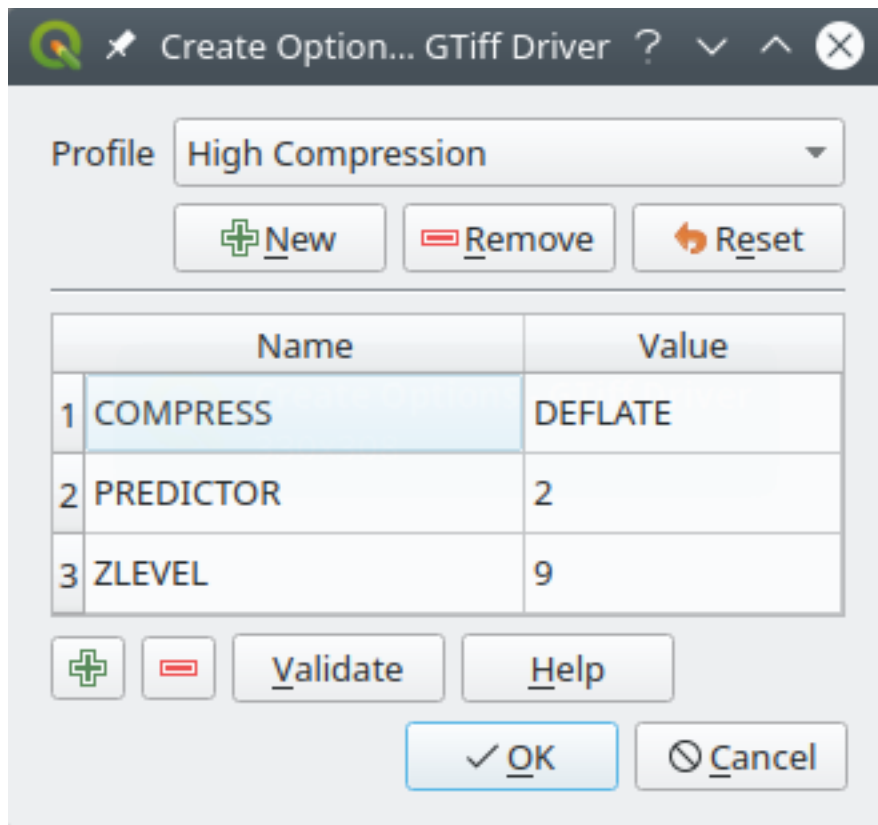 Create Option... GTiff Driver ?
Profile High Compression
New Remove Reset
Name Value
1 COMPRESS DEFLATE
2 PREDICTOR 2
3 ZLEVEL 9
Validate Help
OK Cancel